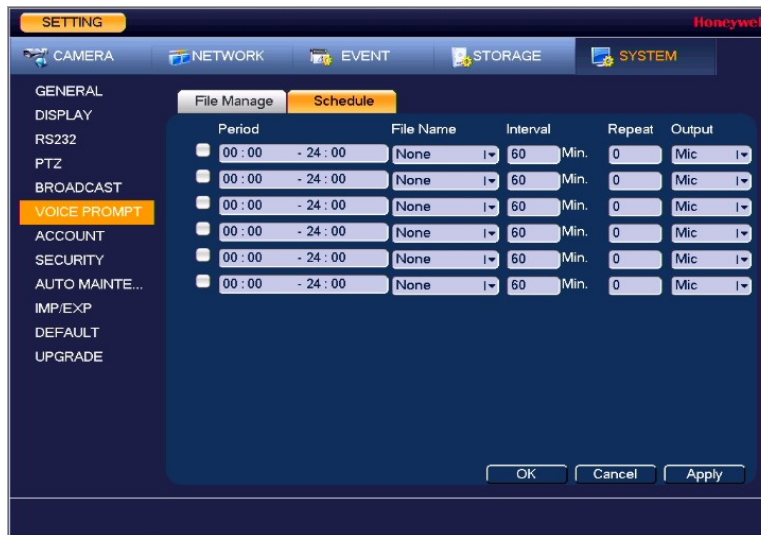 SETTING
Honeywel
CAMERA NETWORK EVENT STORAGE SYSTEM
GENERAL
DISPLAY
RS232
PTZ
BROADCAST
VOICE PROMPT
ACCOUNT
SECURITY
AUTO MAINTE...
IMP/EXP
DEFAULT
UPGRADE
File Manage Schedule
Period File Name Interval Repeat Output
00 : 00 - 24 : 00 None 60 Min. 0 Mic
00 : 00 - 24 : 00 None 60 Min. 0 Mic
00 : 00 - 24 : 00 None 60 Min. 0 Mic
00 : 00 - 24 : 00 None 60 Min. 0 Mic
00 : 00 - 24 : 00 None 60 Min. 0 Mic
00 : 00 - 24 : 00 None 60 Min. 0 Mic
OK Cancel Apply